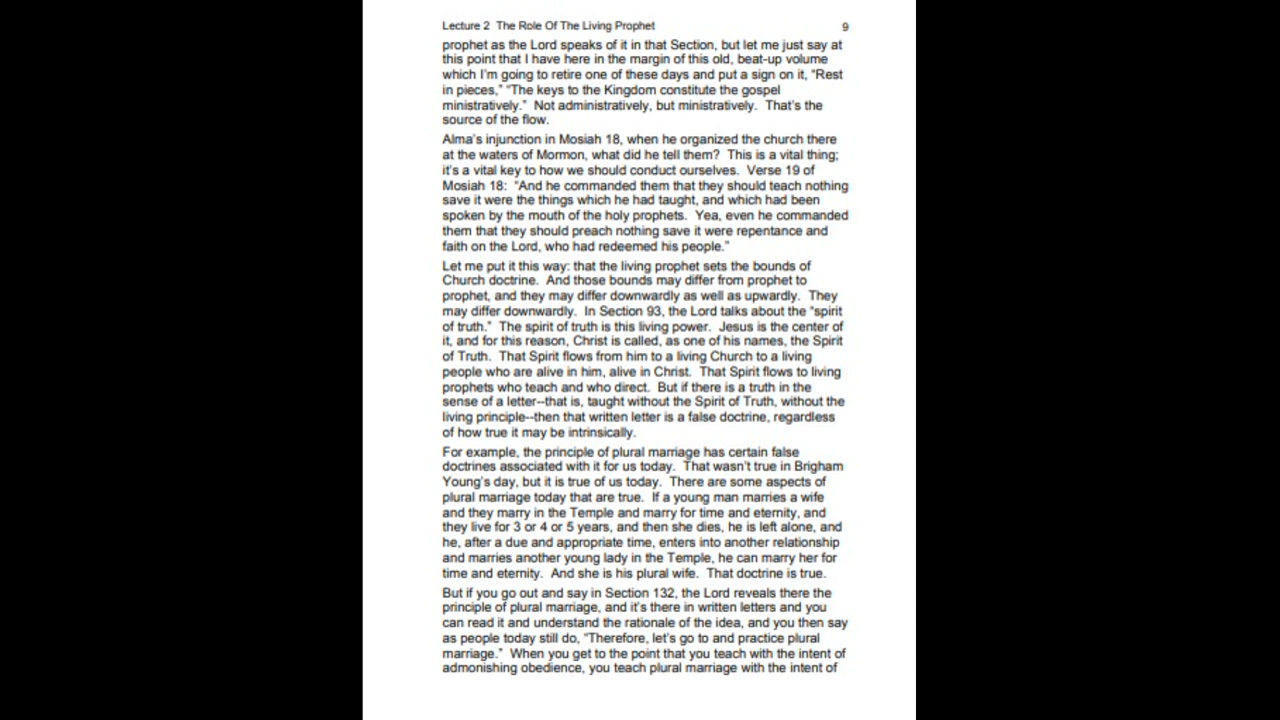 Lecture 2  The Role Of The Living Prophet 9
prophet as the Lord speaks of it in that Section, but let me just say at
this point that I have here in the margin of this old, beat-up volume
which I'm going to retire one of these days and put a sign on it, "Rest
in pieces," "The keys to the Kingdom constitute the gospel
ministratively."  Not administratively, but ministratively.  That's the
source of the flow.
Alma's injunction in Mosiah 18, when he organized the church there
at the waters of Mormon, what did he tell them?  This is a vital thing;
it's a vital key to how we should conduct ourselves.  Verse 19 of
Mosiah 18:  "And he commanded them that they should teach nothing
save it were the things which he had taught, and which had been
spoken by the mouth of the holy prophets.  Yea, even he commanded
them that they should preach nothing save it were repentance and
faith on the Lord, who had redeemed his people."
Let me put it this way: that the living prophet sets the bounds of
Church doctrine.  And those bounds may differ from prophet to
prophet, and they may differ downwardly as well as upwardly.  They
may differ downwardly.  In Section 93, the Lord talks about the "spirit
of truth."  The spirit of truth is this living power.  Jesus is the center of
it, and for this reason, Christ is called, as one of his names, the Spirit
of Truth.  That Spirit flows from him to a living Church to a living
people who are alive in him, alive in Christ.  That Spirit flows to living
prophets who teach and who direct.  But if there is a truth in the
sense of a letter--that is, taught without the Spirit of Truth, without the
living principle--then that written letter is a false doctrine, regardless
of how true it may be intrinsically.
For example, the principle of plural marriage has certain false
doctrines associated with it for us today.  That wasn't true in Brigham
Young's day, but it is true of us today.  There are some aspects of
plural marriage today that are true.  If a young man marries a wife
and they marry in the Temple and marry for time and eternity, and
they live for 3 or 4 or 5 years, and then she dies, he is left alone, and
he, after a due and appropriate time, enters into another relationship
and marries another young lady in the Temple, he can marry her for
time and eternity.  And she is his plural wife.  That doctrine is true.
But if you go out and say in Section 132, the Lord reveals there the
principle of plural marriage, and it's there in written letters and you
can read it and understand the rationale of the idea, and you then say
as people today still do, "Therefore, let's go to and practice plural
marriage."  When you get to the point that you teach with the intent of
admonishing obedience, you teach plural marriage with the intent of